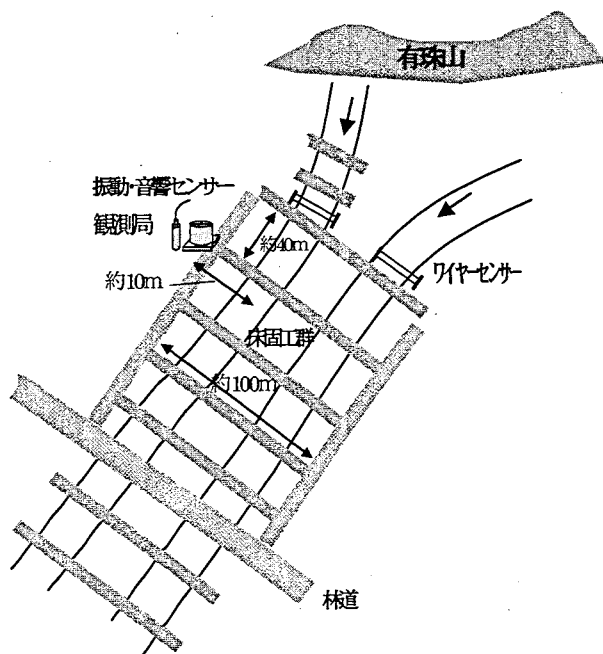 有珠山
振動・音響センサー
観測局
約40m
ワイヤーセンサー
約10m
床固工群
約100m
林道